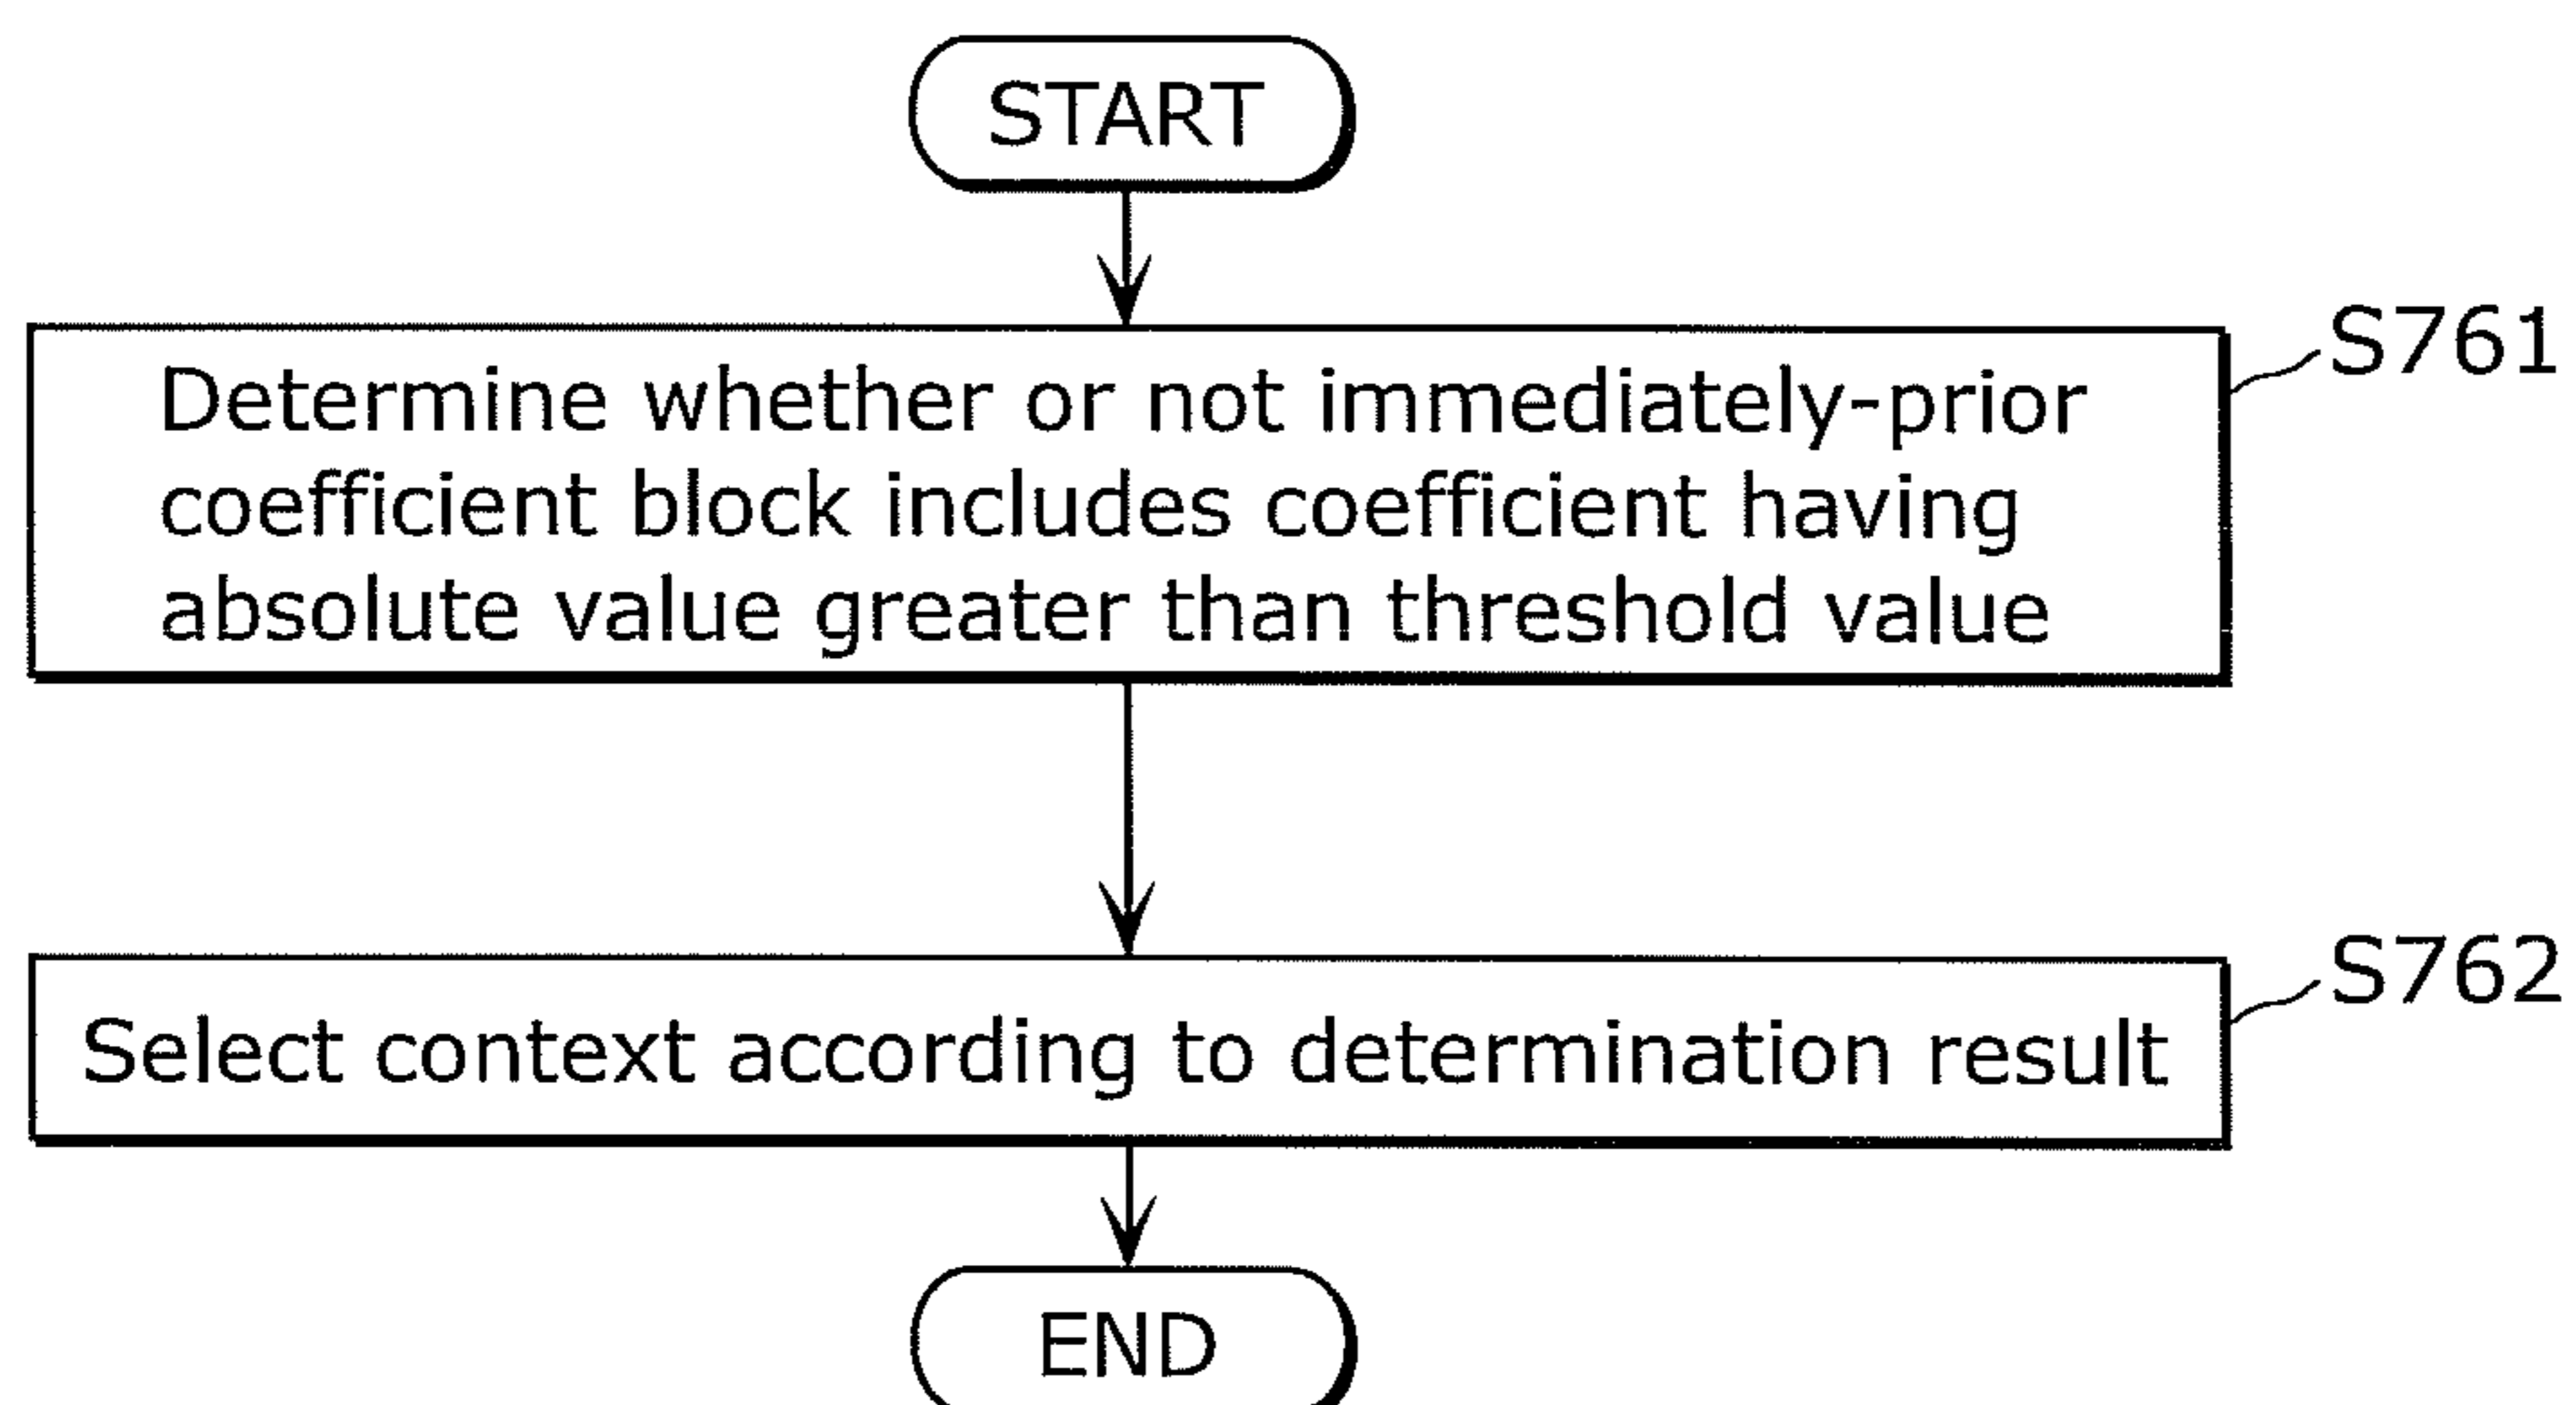 START
S761
Determine whether or not immediately-prior
coefficient block includes coefficient having
absolute value greater than threshold value
S762
Select context according to determination result
END